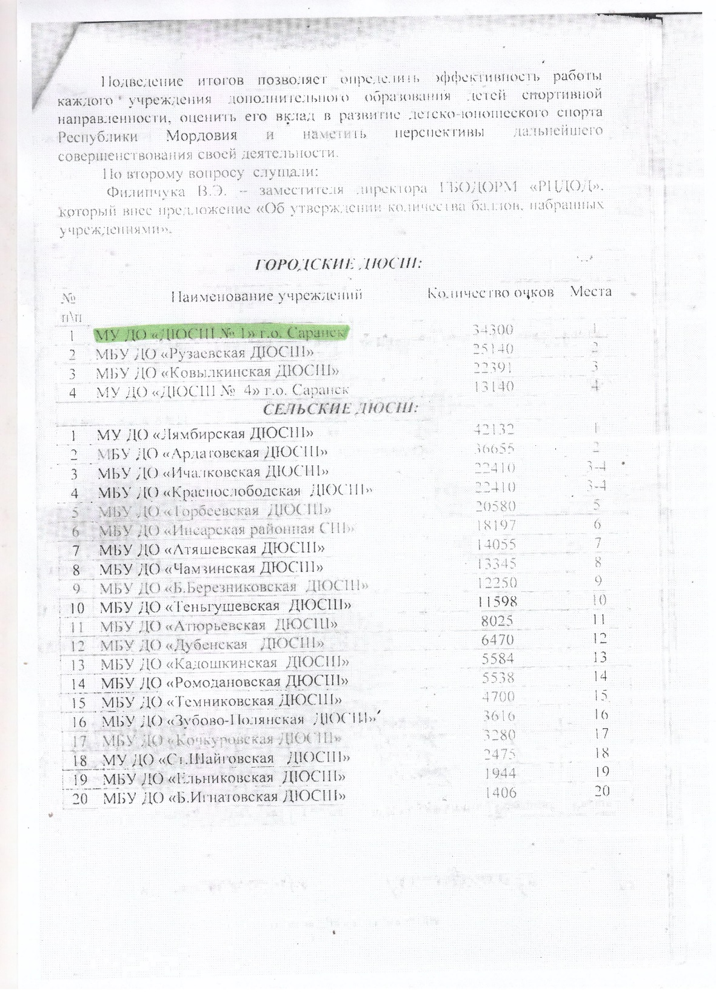 Подведение итогов позволяет определить эффективность работы
каждого учреждения дополнительного образования детей спортивной
направленности, оценить его вклад в развитие детско-юношеского спорта
Республики Мордовия и наметить перспективы дальнейшего
совершенствования своей деятельности.
По второму вопросу слушали:
Филипчука В.Э. – заместителя директора ГБОДОРМ «РЦДОД»,
который внес предложение «Об утверждении количества баллов, набранных
учреждениями».
ГОРОДСКИЕ ДЮСШ:
№ Наименование учреждений Количество очков Места
п\п
1 МУ ДО «ДЮСШ № 1» г.о. Саранск 34300 1
2 МБУ ДО «Рузаевская ДЮСШ» 25140 2
3 МБУ ДО «Ковылкинская ДЮСШ» 22391 3
4 МУ ДО «ДЮСШ № 4» г.о. Саранск 13140 4
СЕЛЬСКИЕ ДЮСШ:
1 МУ ДО «Лямбирская ДЮСШ» 42132 1
2 МБУ ДО «Ардатовская ДЮСШ» 36655 2
3 МБУ ДО «Ичалковская ДЮСШ» 22410 3-4
4 МБУ ДО «Краснослободская ДЮСШ» 22410 3-4
5 МБУ ДО «Торбеевская ДЮСШ» 20580 5
6 МБУ ДО «Инсарская районная СШ» 18197 6
7 МБУ ДО «Атяшевская ДЮСШ» 14055 7
8 МБУ ДО «Чамзинская ДЮСШ» 13345 8
9 МБУ ДО «Б.Березниковская ДЮСШ» 12250 9
10 МБУ ДО «Теньгушевская ДЮСШ» 11598 10
11 МБУ ДО «Атюрьевская ДЮСШ» 8025 11
12 МБУ ДО «Дубенская ДЮСШ» 6470 12
13 МБУ ДО «Кадошкинская ДЮСШ» 5584 13
14 МБУ ДО «Ромодановская ДЮСШ» 5538 14
15 МБУ ДО «Темниковская ДЮСШ» 4700 15
16 МБУ ДО «Зубово-Полянская ДЮСШ» 3616 16
17 МБУ ДО «Кочкуровская ДЮСШ» 3280 17
18 МУ ДО «Ст.Шайговская ДЮСШ» 2475 18
19 МБУ ДО «Ельниковская ДЮСШ» 1944 19
20 МБУ ДО «Б.Игнатовская ДЮСШ» 1406 20